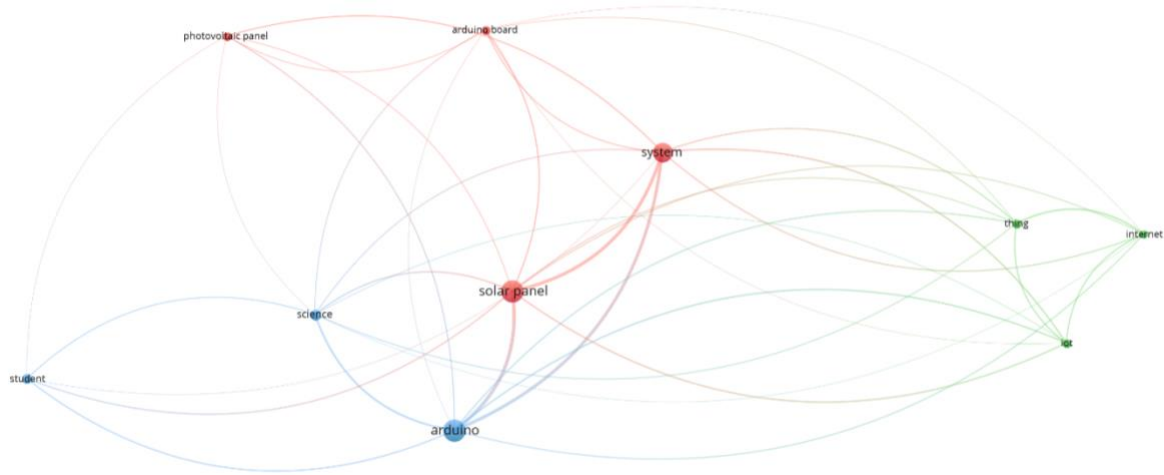 photovoltaic panel
arduino board
system
thing
internet
solar panel
science
iot
student
arduino